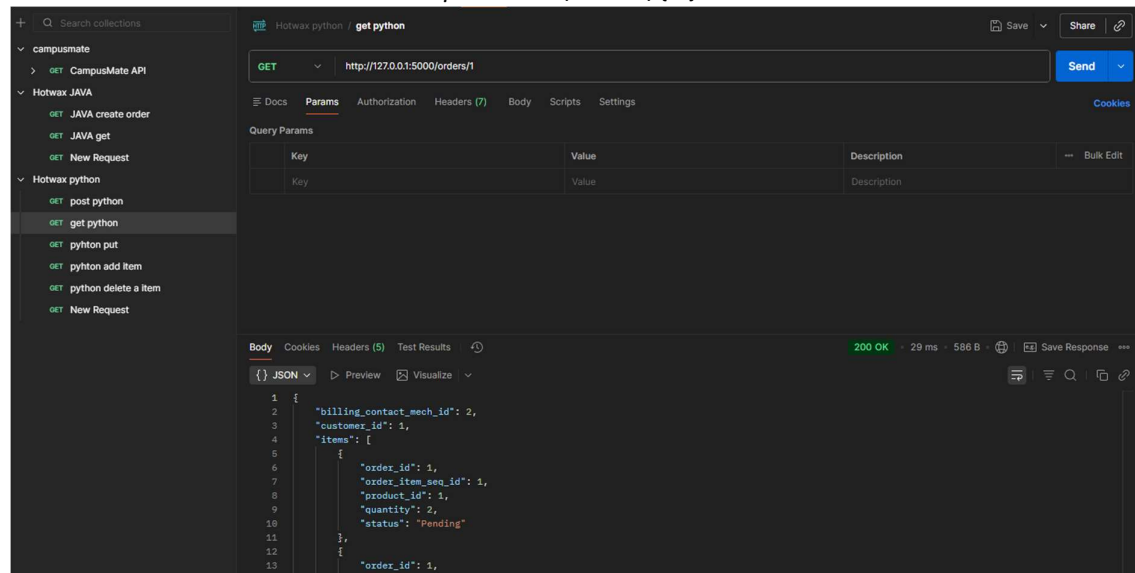 Search collections
Hotwax python / get python
Save
Share
campusmate
GET CampusMate API
Hotwax JAVA
GET JAVA create order
GET JAVA get
GET New Request
Hotwax python
GET post python
GET get python
GET pyhton put
GET pyhton add item
GET python delete a item
GET New Request
GET http://127.0.0.1:5000/orders/1
Send
Docs Params Authorization Headers (7) Body Scripts Settings
Cookies
Query Params
Key Value Description Bulk Edit
Key Value Description
Body Cookies Headers (5) Test Results
200 OK 29 ms 586 B Save Response
{} JSON Preview Visualize
1 {
2 "billing_contact_mech_id": 2,
3 "customer_id": 1,
4 "items": [
5 {
6 "order_id": 1,
7 "order_item_seq_id": 1,
8 "product_id": 1,
9 "quantity": 2,
10 "status": "Pending"
11 },
12 {
13 "order_id": 1,